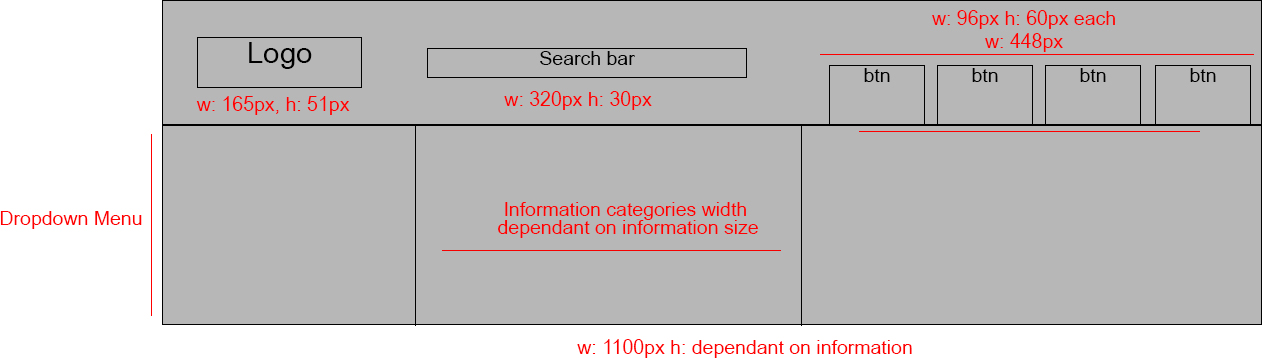 w: 96px h: 60px each
w: 448px
Logo
Search bar
btn
btn
btn
btn
w: 165px, h: 51px
w: 320px h: 30px
Dropdown Menu
Information categories width
dependant on information size
w: 1100px h: dependant on information